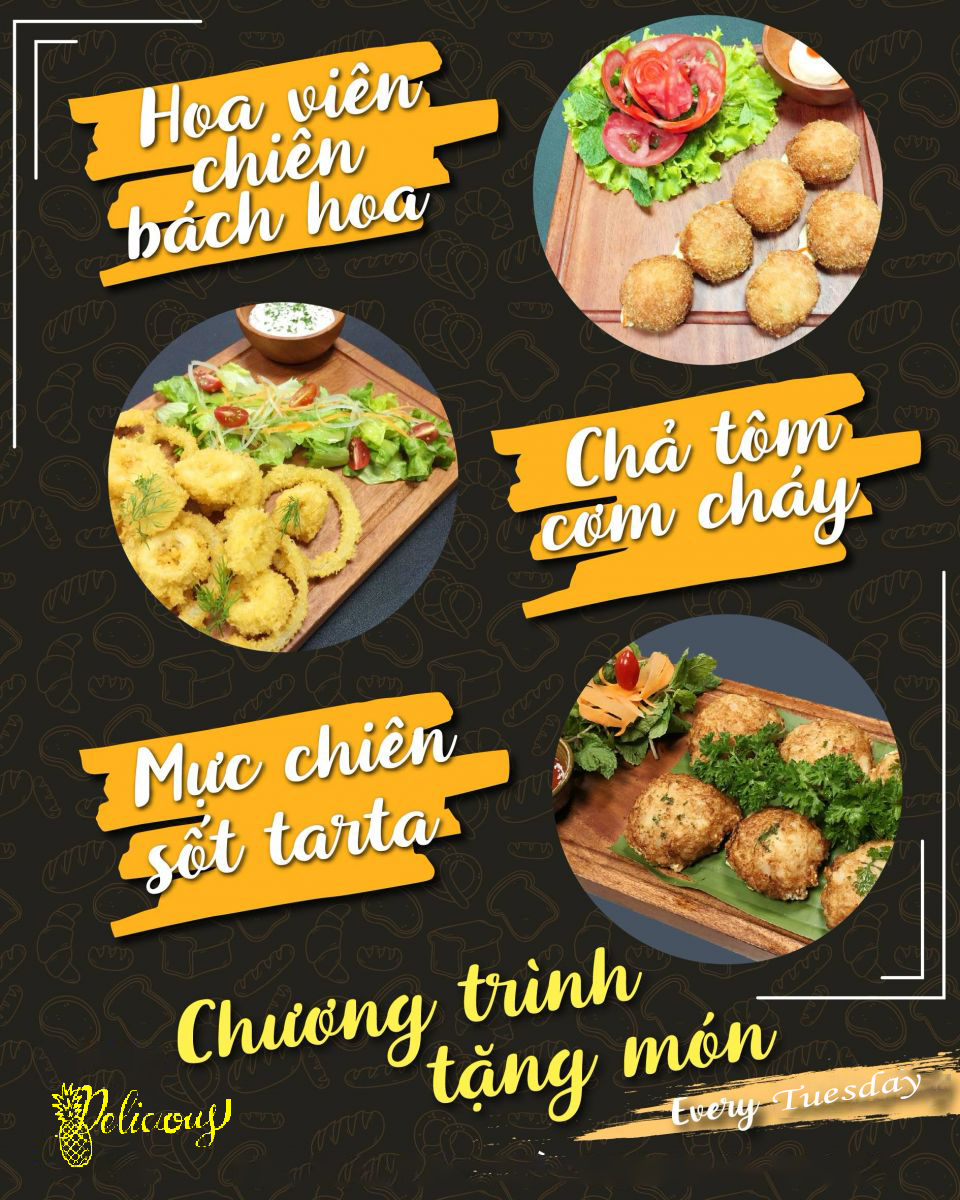 Hoa viên
chiên
bách hoa
Chả tôm
cơm cháy
Mực chiên
sốt tarta
Chương trình
tặng món
Every Tuesday
Delicous